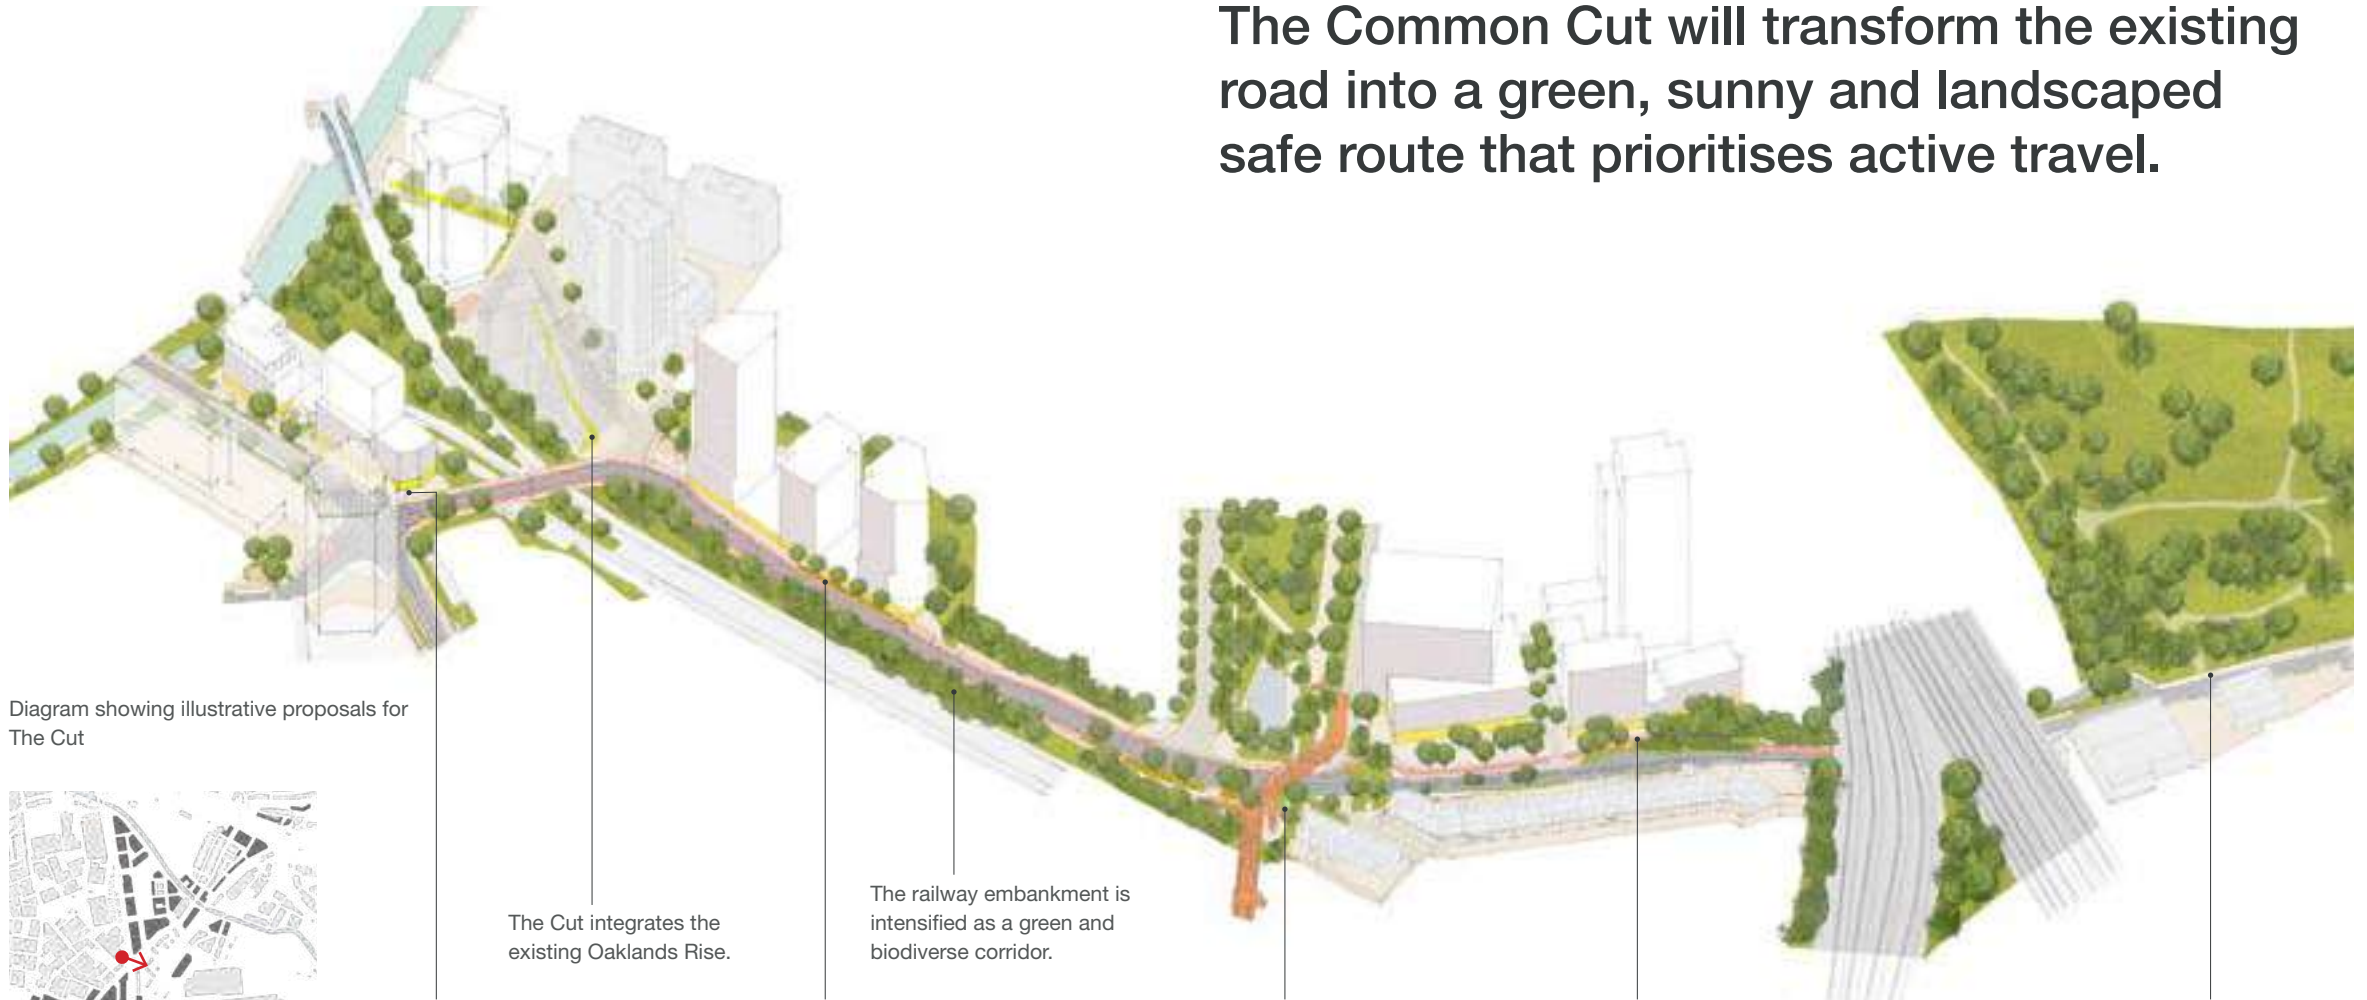 The Common Cut will transform the existing
road into a green, sunny and landscaped
safe route that prioritises active travel.
Diagram showing illustrative proposals for
The Cut
The Cut integrates the
existing Oaklands Rise.
The railway embankment is
intensified as a green and
biodiverse corridor.